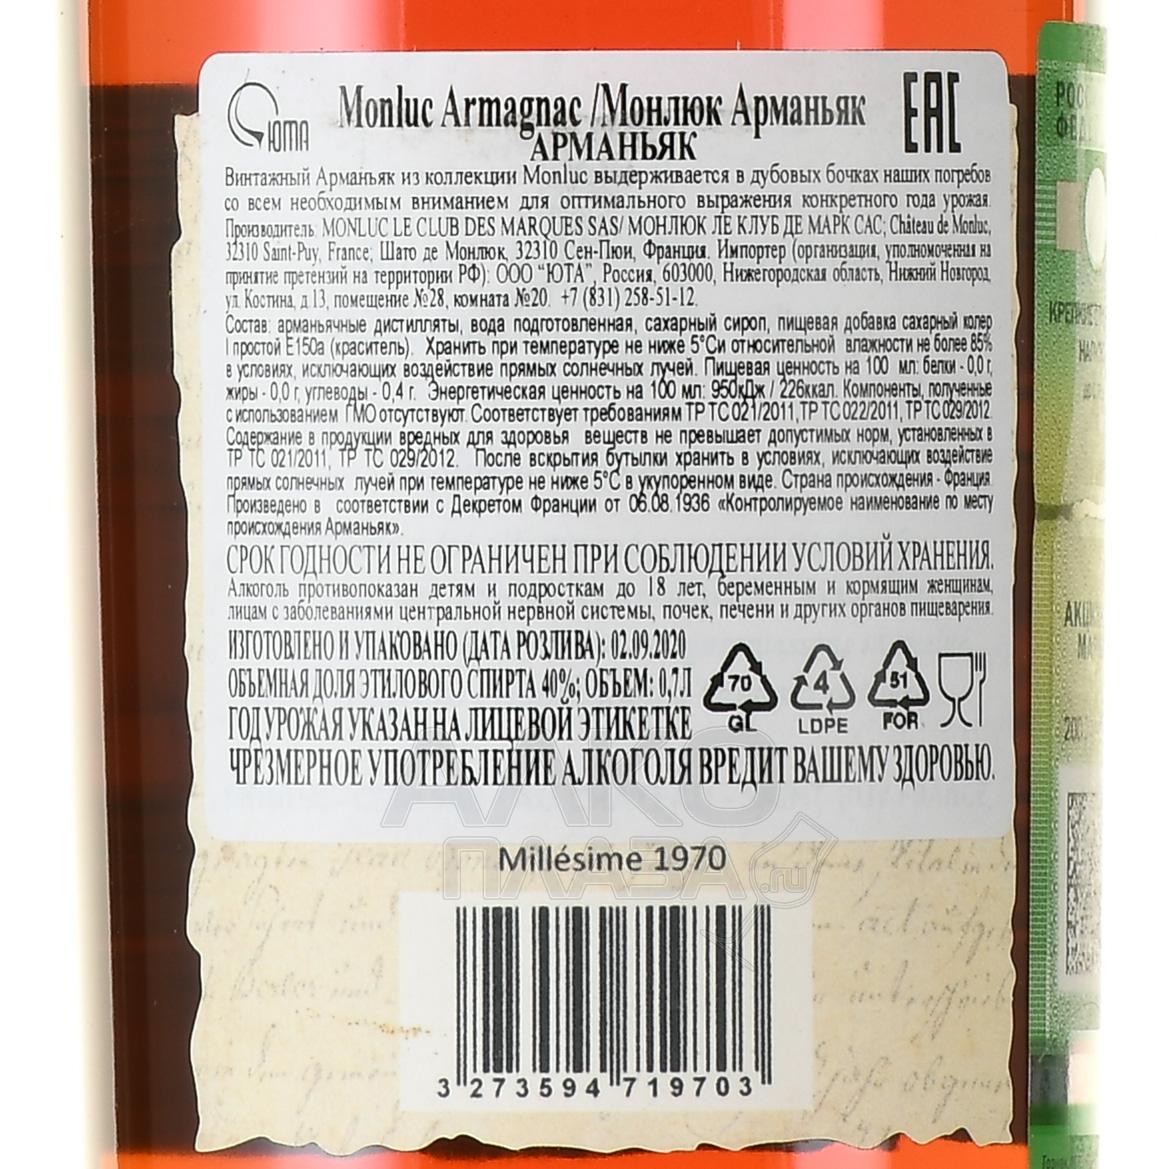 ЮТА
Monluc Armagnac /Монлюк Арманьяк
EAC
АРМАНЬЯК
Винтажный Арманьяк из коллекции Monluc выдерживается в дубовых бочках наших погребов
со всем необходимым вниманием для оптимального выражения конкретного года урожая.
Производитель: MONLUC LE CLUB DES MARQUES SAS/ МОНЛЮК ЛЕ КЛУБ ДЕ МАРК САС; Château de Monluc,
32310 Saint-Puy, France; Шато де Монлюк, 32310 Сен-Пюи, Франция. Импортер (организация, уполномоченная на
принятие претензий на территории РФ): ООО "ЮТА", Россия, 603000, Нижегородская область, Нижний Новгород,
ул. Костина, д.13, помещение №28, комната №20. +7 (831) 258-51-12.
Состав: арманьячные дистилляты, вода подготовленная, сахарный сироп, пищевая добавка сахарный колер
I простой Е150а (краситель). Хранить при температуре не ниже 5°Си относительной влажности не более 85%
в условиях, исключающих воздействие прямых солнечных лучей. Пищевая ценность на 100 мл: белки - 0,0 г,
жиры - 0,0 г, углеводы - 0,4 г. Энергетическая ценность на 100 мл: 950кДж / 226ккал. Компоненты, полученные
с использованием ГМО отсутствуют. Соответствует требованиям ТР ТС 021/2011, ТР ТС 022/2011, ТР ТС 029/2012.
Содержание в продукции вредных для здоровья веществ не превышает допустимых норм, установленных в
ТР ТС 021/2011, ТР ТС 029/2012. После вскрытия бутылки хранить в условиях, исключающих воздействие
прямых солнечных лучей при температуре не ниже 5°С в укупоренном виде. Страна происхождения - Франция.
Произведено в соответствии с Декретом Франции от 06.08.1936 «Контролируемое наименование по месту
происхождения Арманьяк».
СРОК ГОДНОСТИ НЕ ОГРАНИЧЕН ПРИ СОБЛЮДЕНИИ УСЛОВИЙ ХРАНЕНИЯ.
Алкоголь противопоказан детям и подросткам до 18 лет, беременным и кормящим женщинам,
лицам с заболеваниями центральной нервной системы, почек, печени и других органов пищеварения.
ИЗГОТОВЛЕНО И УПАКОВАНО (ДАТА РОЗЛИВА): 02.09.2020
ОБЪЕМНАЯ ДОЛЯ ЭТИЛОВОГО СПИРТА 40%; ОБЪЕМ: 0,7Л
ГОД УРОЖАЯ УКАЗАН НА ЛИЦЕВОЙ ЭТИКЕТКЕ
70 4 51
GL LDPE FOR
ЧРЕЗМЕРНОЕ УПОТРЕБЛЕНИЕ АЛКОГОЛЯ ВРЕДИТ ВАШЕМУ ЗДОРОВЬЮ.
АЛКО
ПЛАЗА.ru
Millésime 1970
3 273594 719703